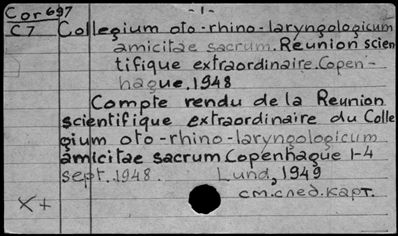 Cor 697 - 1 -
C7 Collegium oto-rhino-laryngologicum
amicitae sacrum. Reunion scien
tifique extraordinaire. Copen-
hague, 1948
Compte rendu de la Reunion
scientifique extraordinaire du Colle
gium oto-rhino-laryngologicum
amicitae sacrum Copenhague 1-4
sept. 1948. Lund, 1949
см. след. карт.
X+